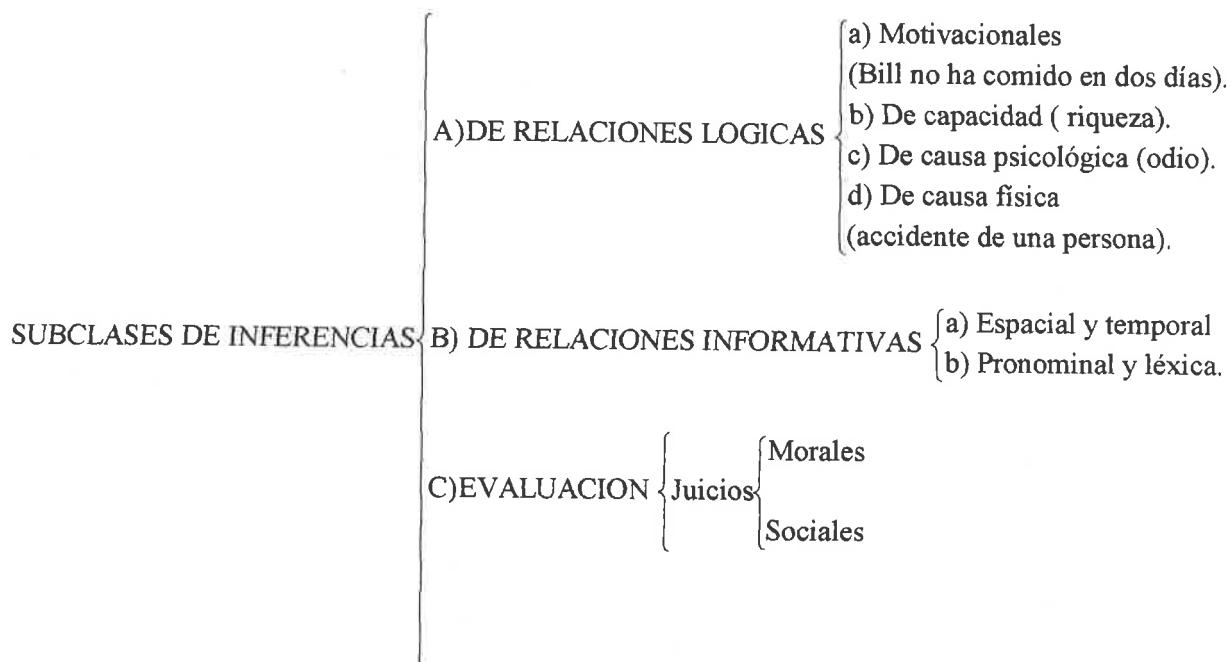 a) Motivacionales
(Bill no ha comido en dos días).
A)DE RELACIONES LOGICAS
b) De capacidad ( riqueza).
c) De causa psicológica (odio).
d) De causa física
(accidente de una persona).
SUBCLASES DE INFERENCIAS
B) DE RELACIONES INFORMATIVAS
a) Espacial y temporal
b) Pronominal y léxica.
C)EVALUACION
Juicios
Morales
Sociales